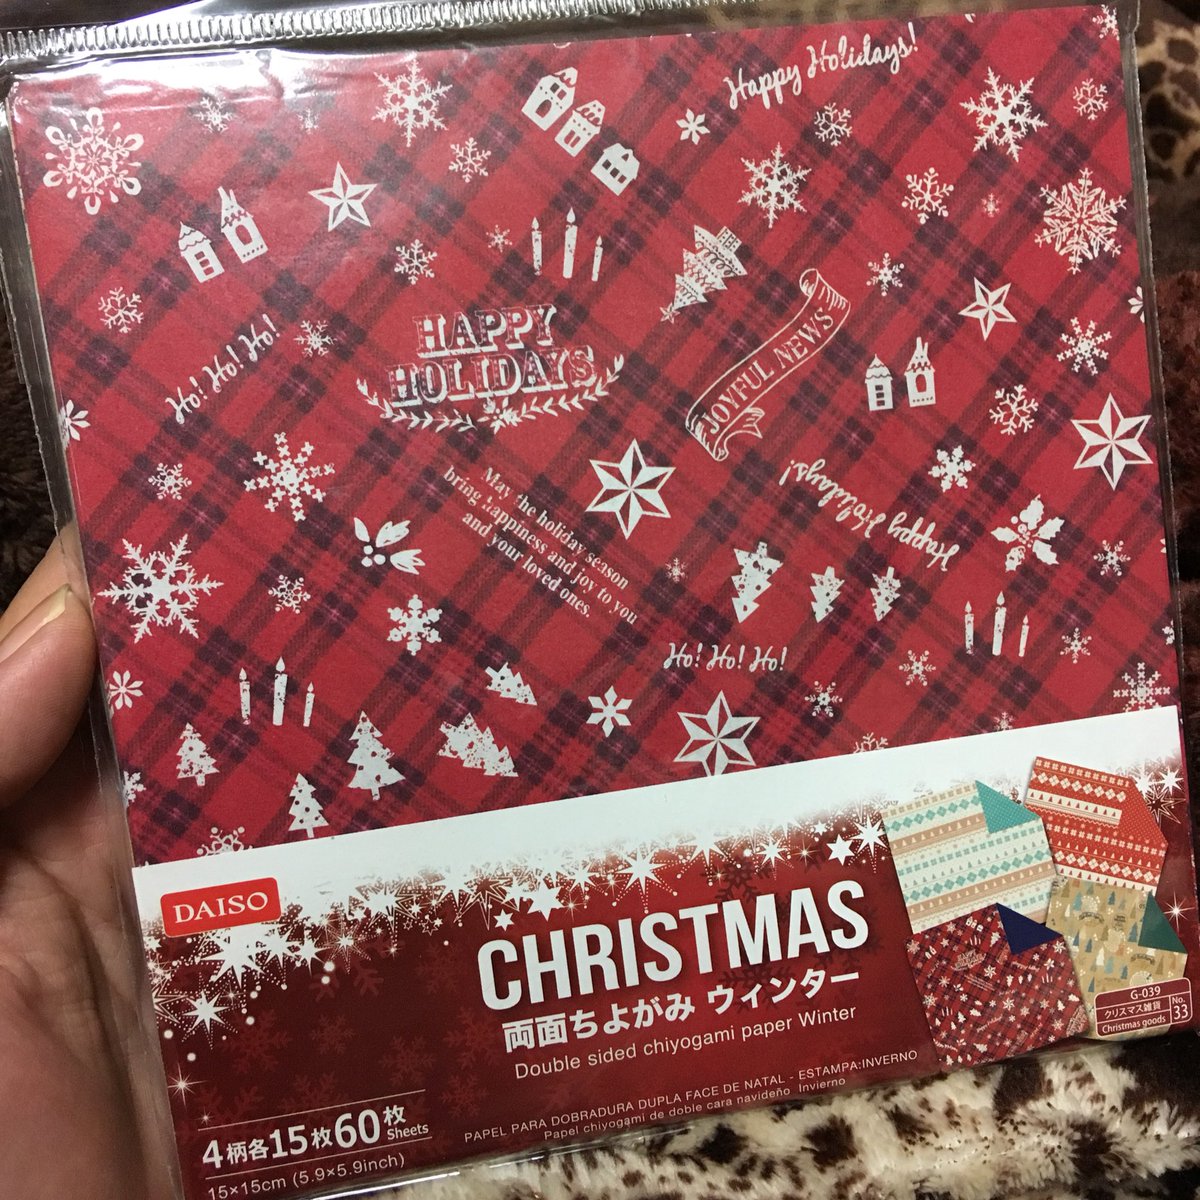 Happy Holidays!
HAPPY
HOLIDAYS
JOYFUL NEWS
Ho! Ho! Ho!
Happy Holidays!
May the holiday season
bring happiness and joy to you
and your loved ones.
Ho! Ho! Ho!
DAISO
CHRISTMAS
両面ちよがみ ウィンター
Double sided chiyogami paper Winter
PAPEL PARA DOBRADURA DUPLA FACE DE NATAL - ESTAMPA:INVERNO
Papel chiyogami de doble cara navideño Invierno
4柄各15枚60枚
Sheets
15×15cm (5.9×5.9inch)
G-039
クリスマス雑貨
Christmas goods
No.
33